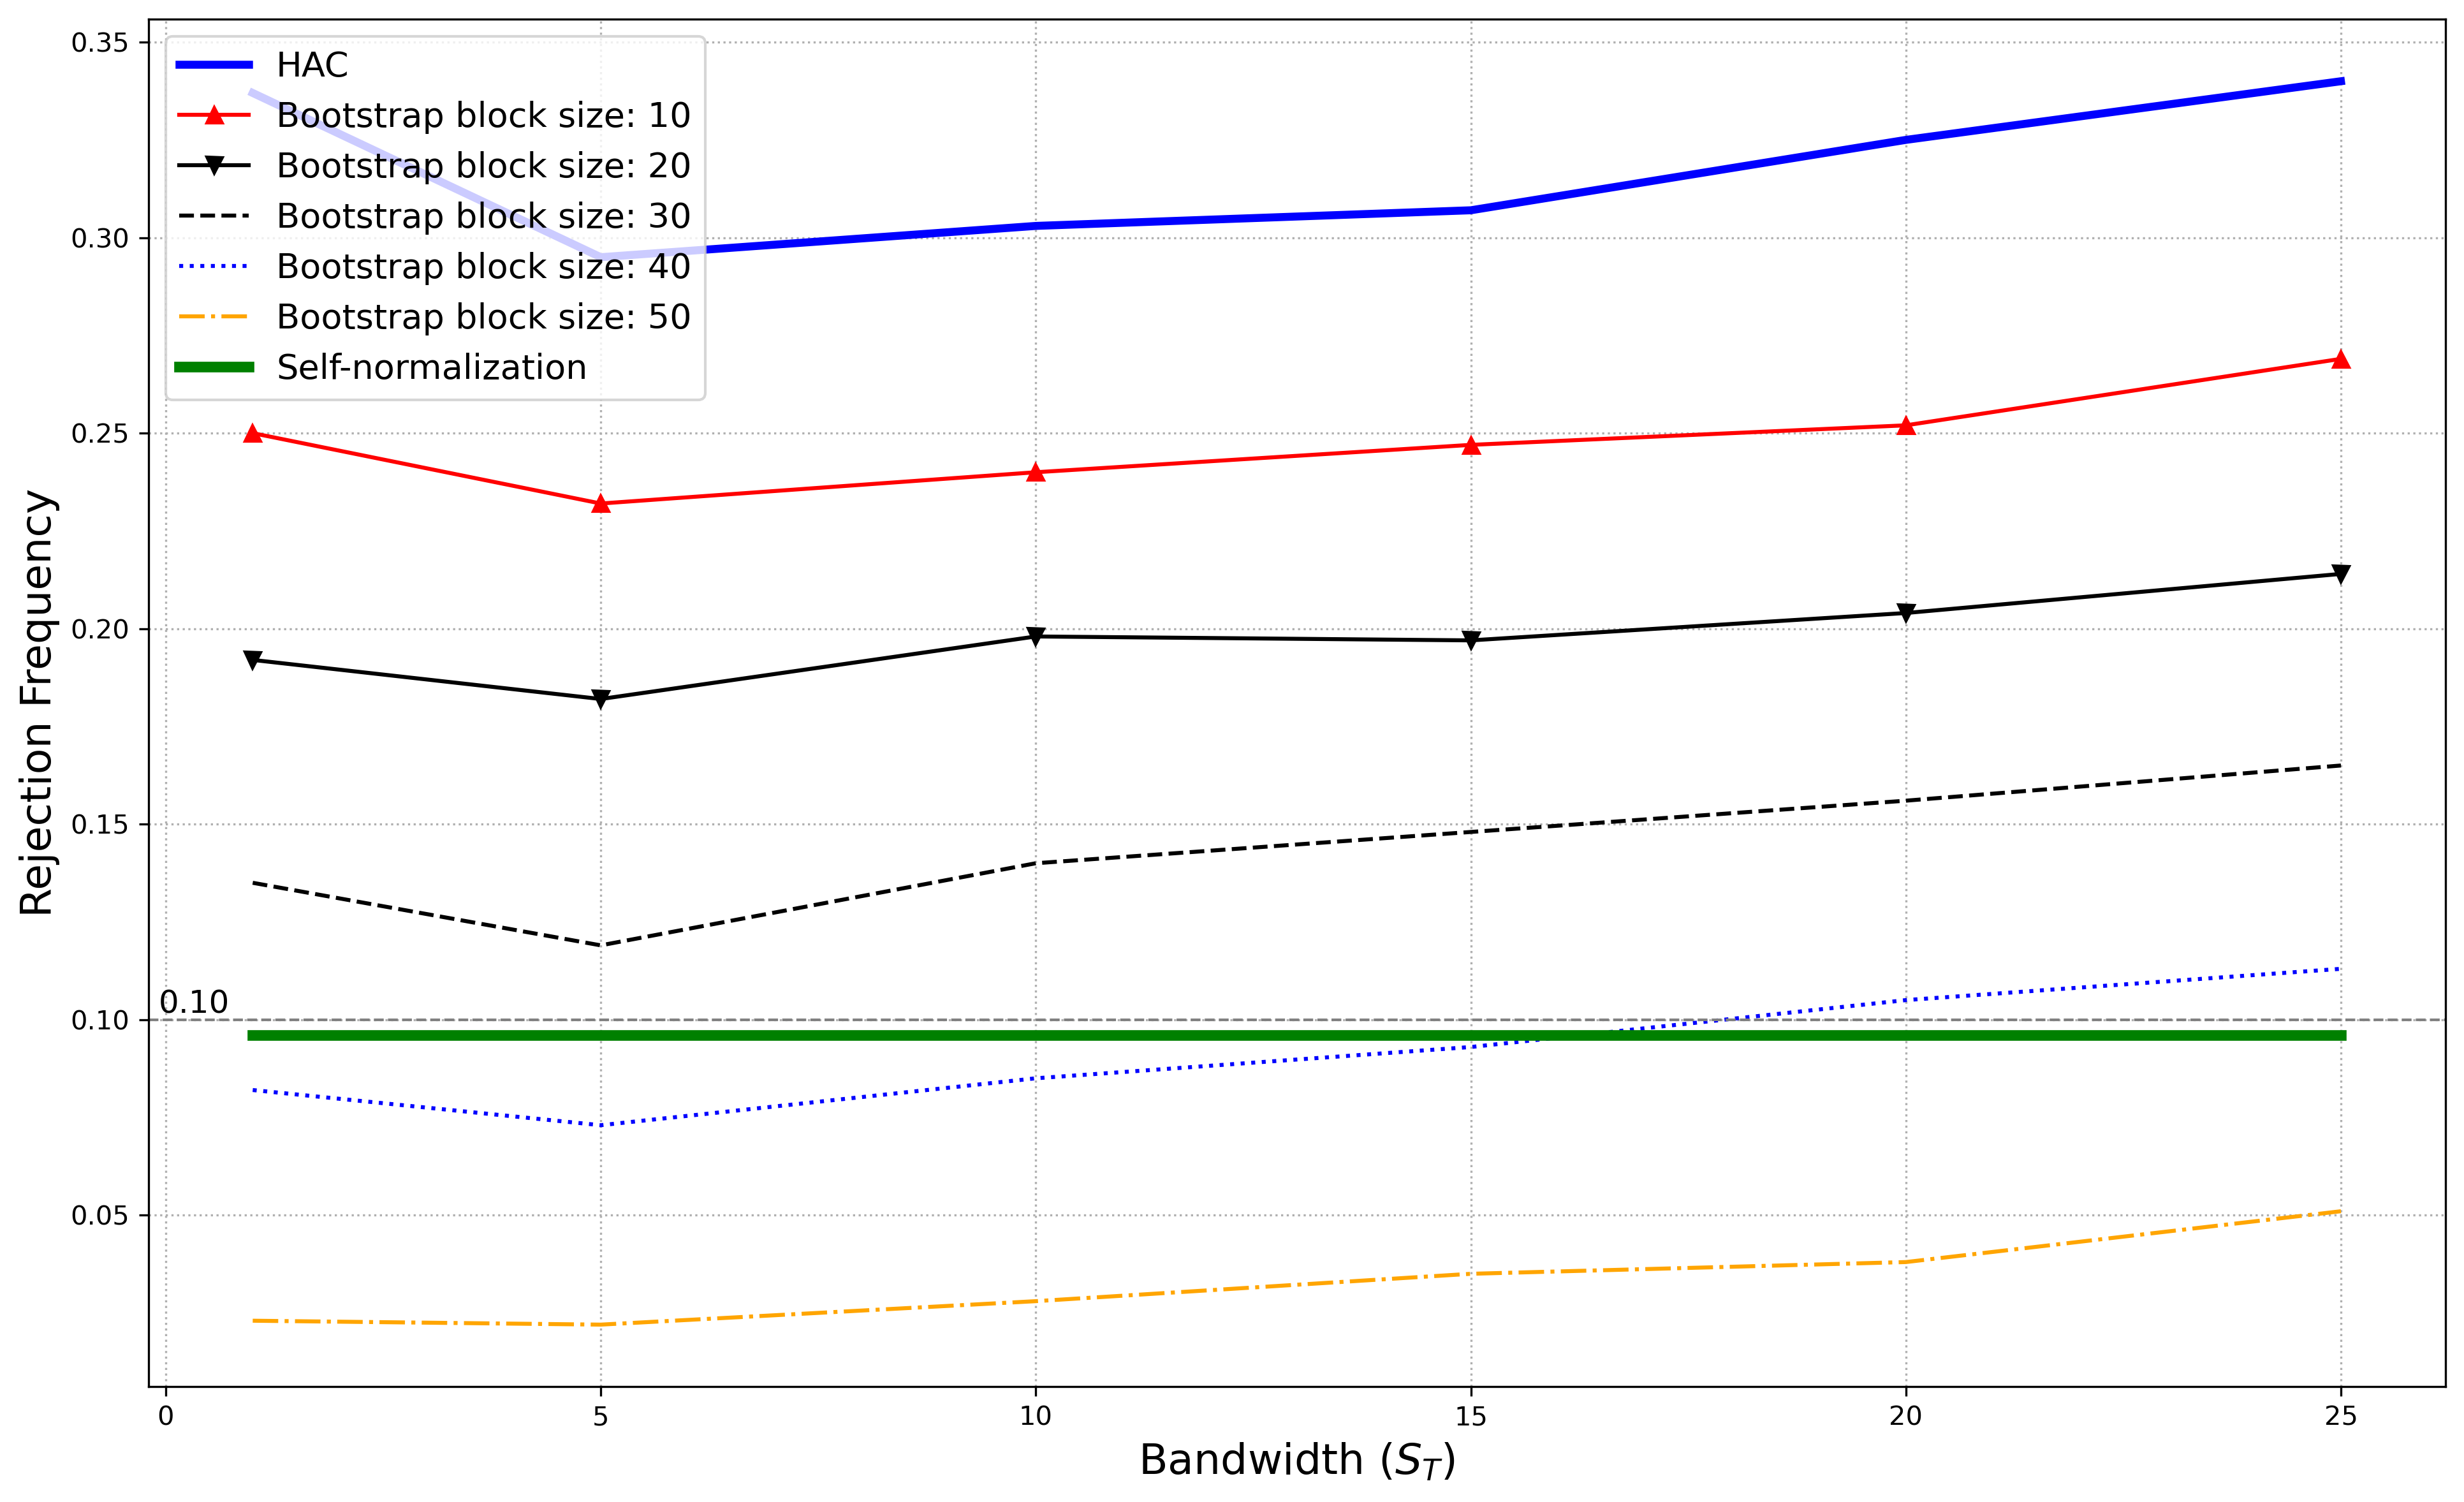 0.35
0.30
0.25
0.20
0.15
0.10
0.05
Rejection Frequency
HAC
Bootstrap block size: 10
Bootstrap block size: 20
Bootstrap block size: 30
Bootstrap block size: 40
Bootstrap block size: 50
Self-normalization
0.10
0 5 10 15 20 25
Bandwidth (S_T)